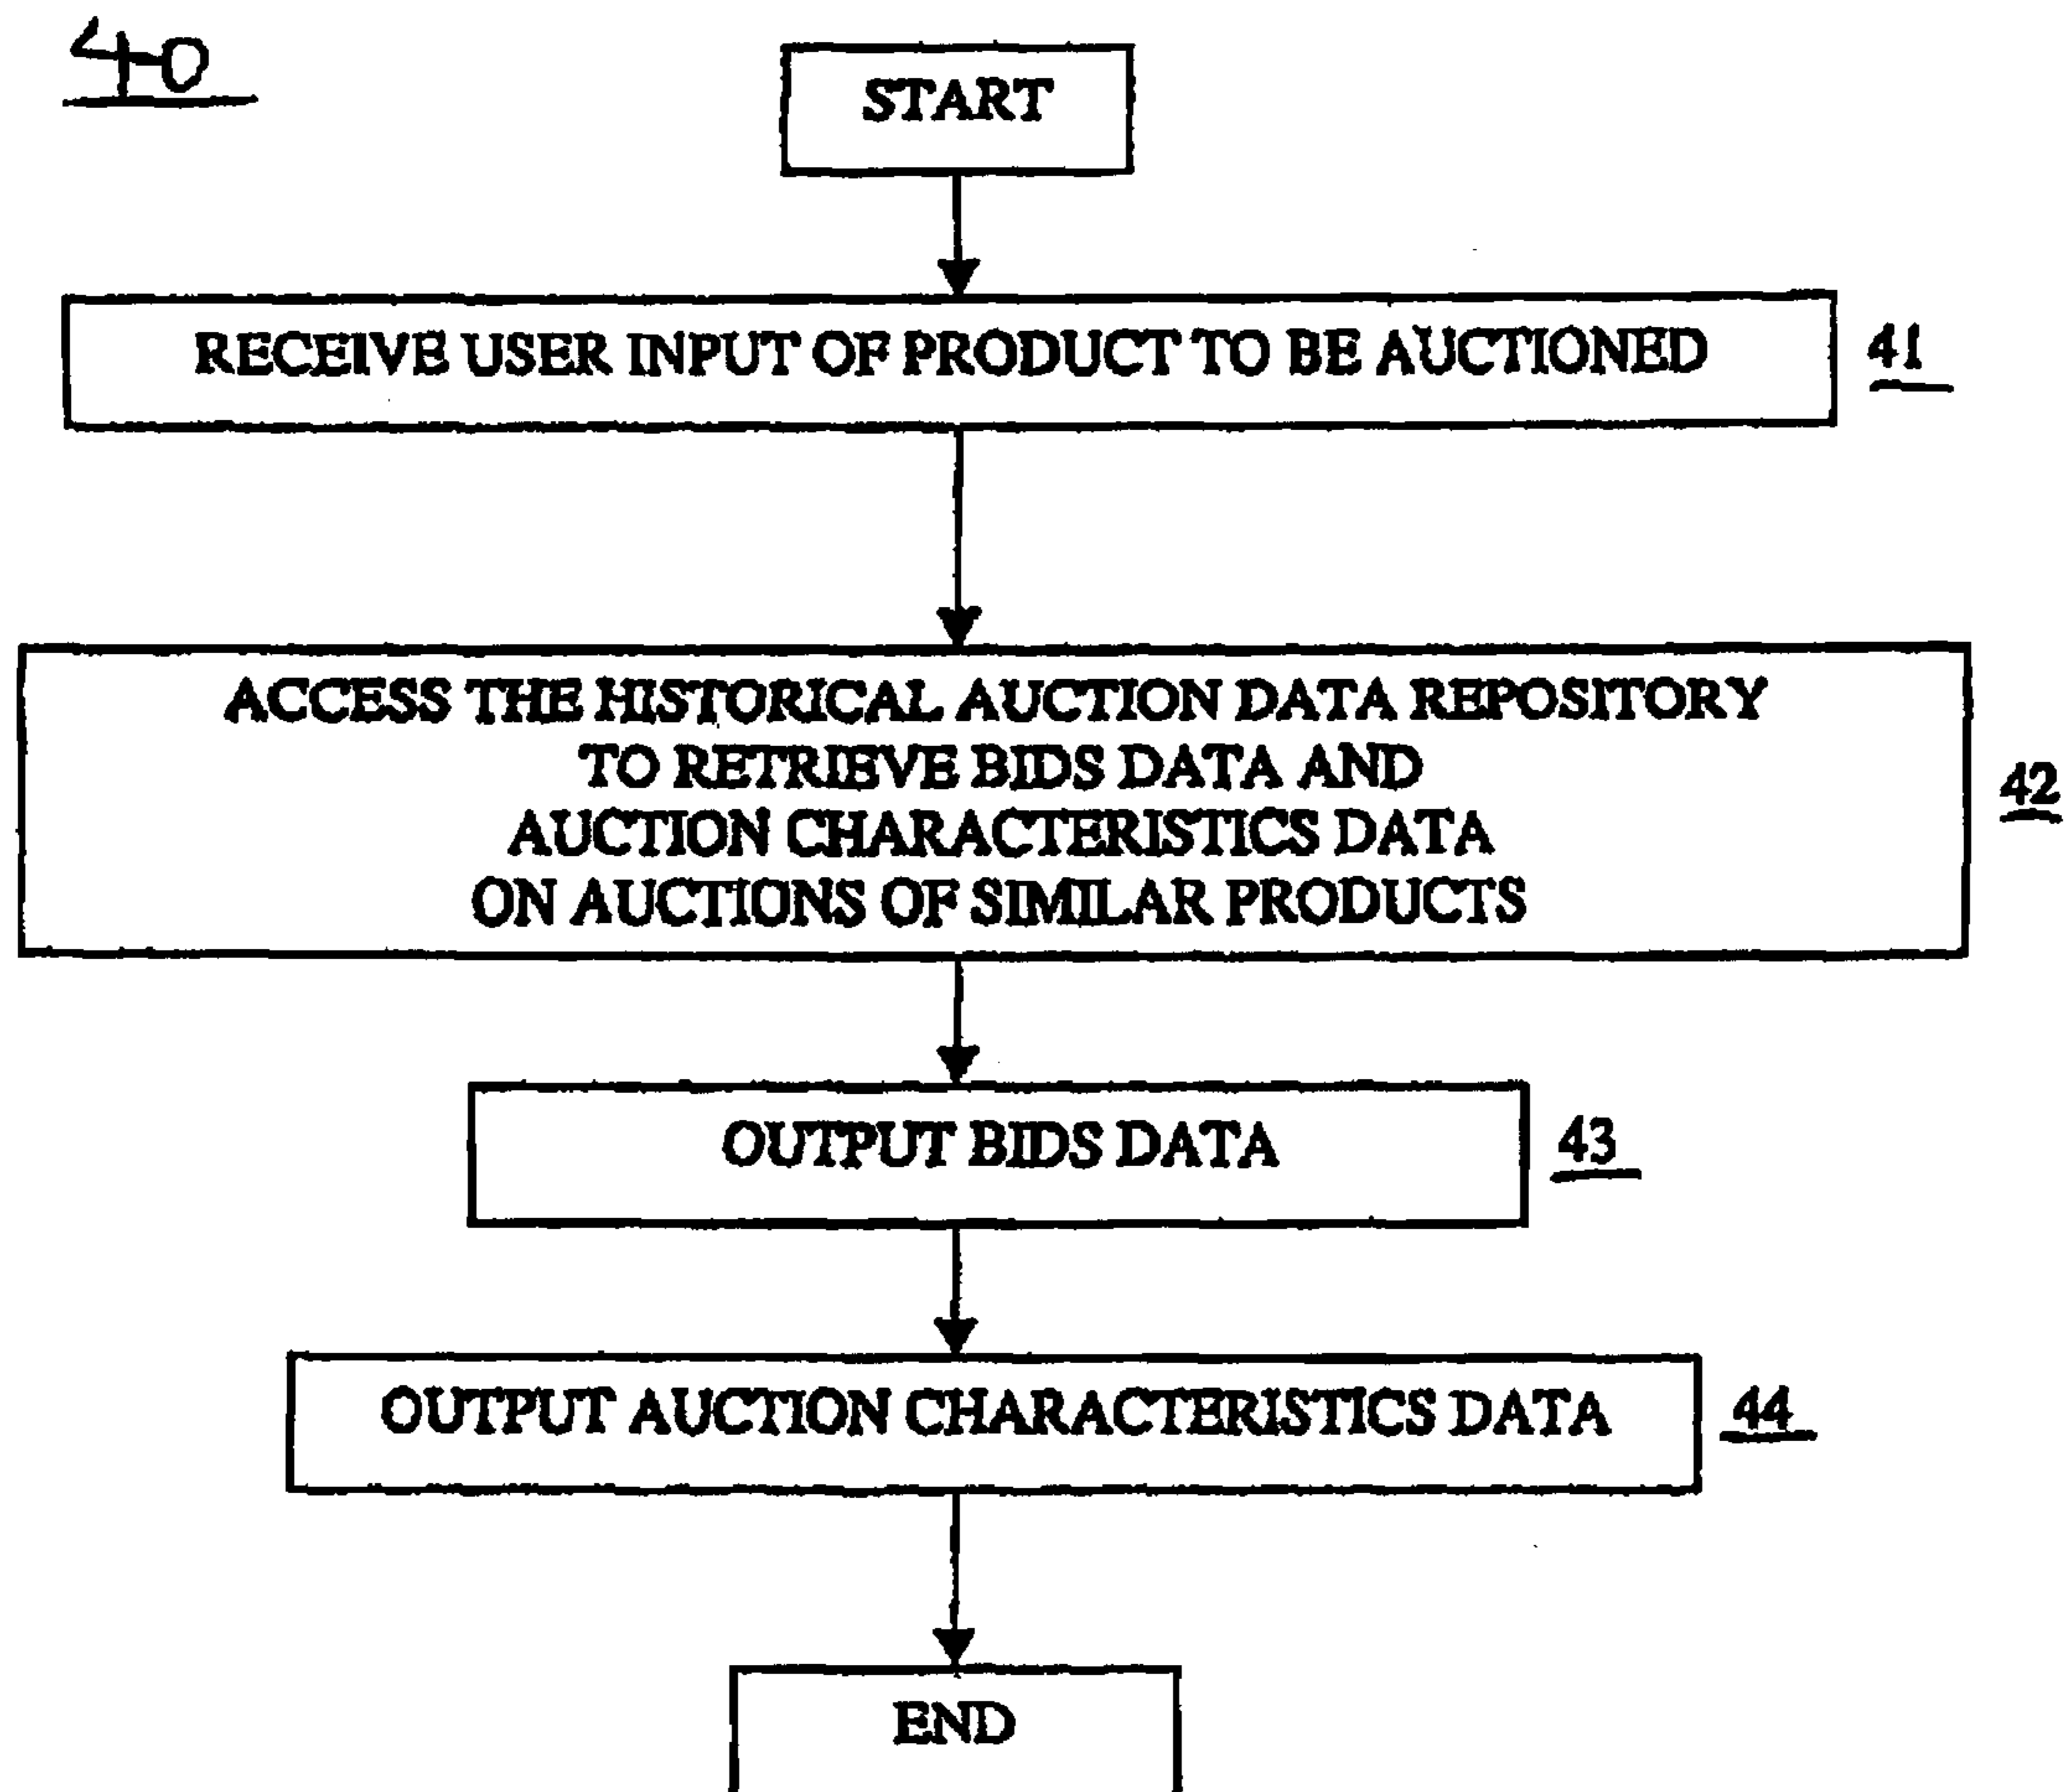 40
START
RECEIVE USER INPUT OF PRODUCT TO BE AUCTIONED
41
ACCESS THE HISTORICAL AUCTION DATA REPOSITORY
TO RETRIEVE BIDS DATA AND
AUCTION CHARACTERISTICS DATA
ON AUCTIONS OF SIMILAR PRODUCTS
42
OUTPUT BIDS DATA
43
OUTPUT AUCTION CHARACTERISTICS DATA
44
END